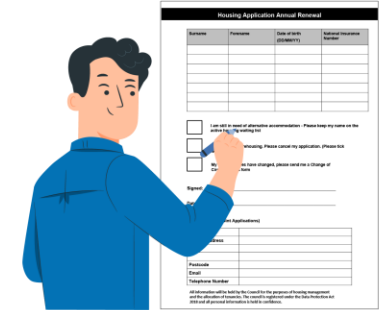 Housing Application Annual Renewal
Surname Forename Date of birth (DD/MM/YY) National Insurance Number
I am still in need of alternative accommodation - Please keep my name on the
active waiting list
housing. Please cancel my application. (Please tick
have changed, please send me a Change of
here
Signed:
Applications)
Postcode
Email
Telephone Number
All information will be held by the Council for the purposes of housing management
and the allocation of tenancies. The council is registered under the Data Protection Act
2018 and all personal information is held in confidence.